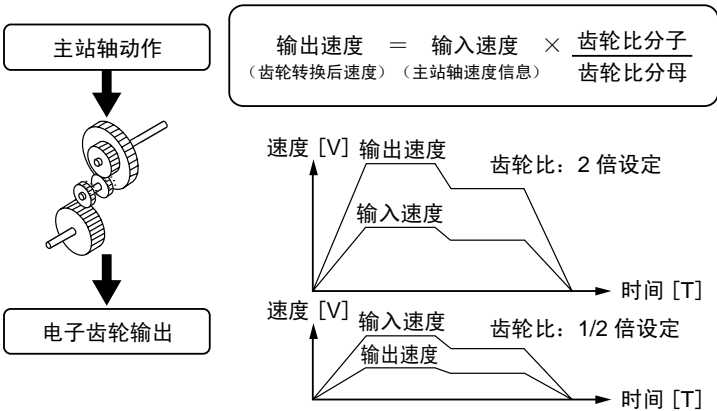 主站轴动作
电子齿轮输出
输出速度 = 输入速度 × 齿轮比分子
(齿轮转换后速度) (主站轴速度信息) 齿轮比分母
速度 [V] 输出速度 齿轮比：2 倍设定
输入速度
时间 [T]
速度 [V] 输入速度 齿轮比：1/2 倍设定
输出速度
时间 [T]